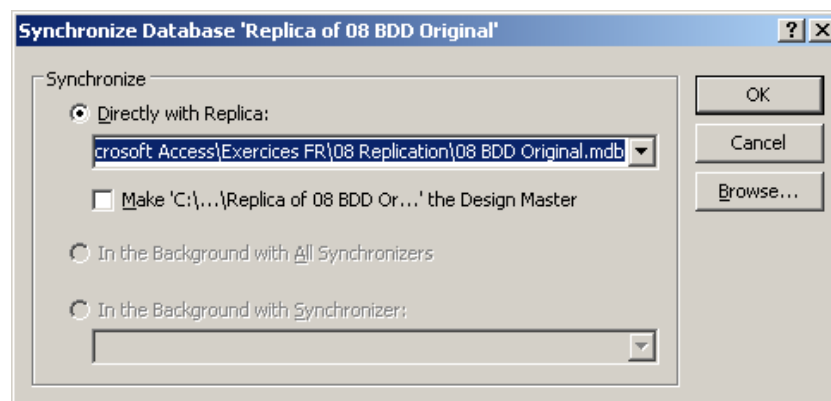 Synchronize Database 'Replica of 08 BDD Original'
Synchronize
Directly with Replica:
crosoft Access\Exercices FR\08 Replication\08 BDD Original.mdb
Make 'C:\...\Replica of 08 BDD Or...' the Design Master
In the Background with All Synchronizers
In the Background with Synchronizer:
OK
Cancel
Browse...